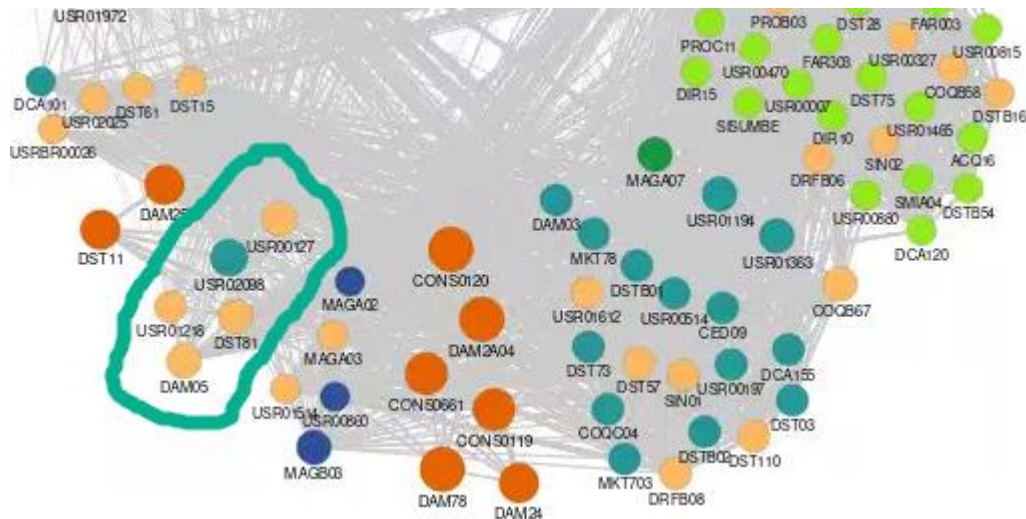 USR01972
PROB03
DST28
FAR003
PROC11
USR00470
FAR303
USR00327
USR00815
DIR15
USR00007
DST75
COQB58
DSTB16
SISUMBE
DIR10
USR01465
DCA101
USR02025
DST61
DST15
USRBR00026
MAGA07
DRFB06
SIN02
ACQ16
DAM25
DAM03
USR01194
USR00680
SMIA04
DSTB54
DST11
USR00127
MKT78
USR01363
DCA120
USR02098
CONS0120
DSTB01
MAGA02
USR01612
USR00514
CED09
COQB67
USR01218
DST81
MAGA03
DAM2A04
DAM05
DST73
DST57
SIN01
USR00197
DCA155
USR01514
USR00860
CONS0661
CONS0119
COQC04
DSTB02
DST110
DST03
MAGB03
DAM78
DAM24
MKT703
DRFB08